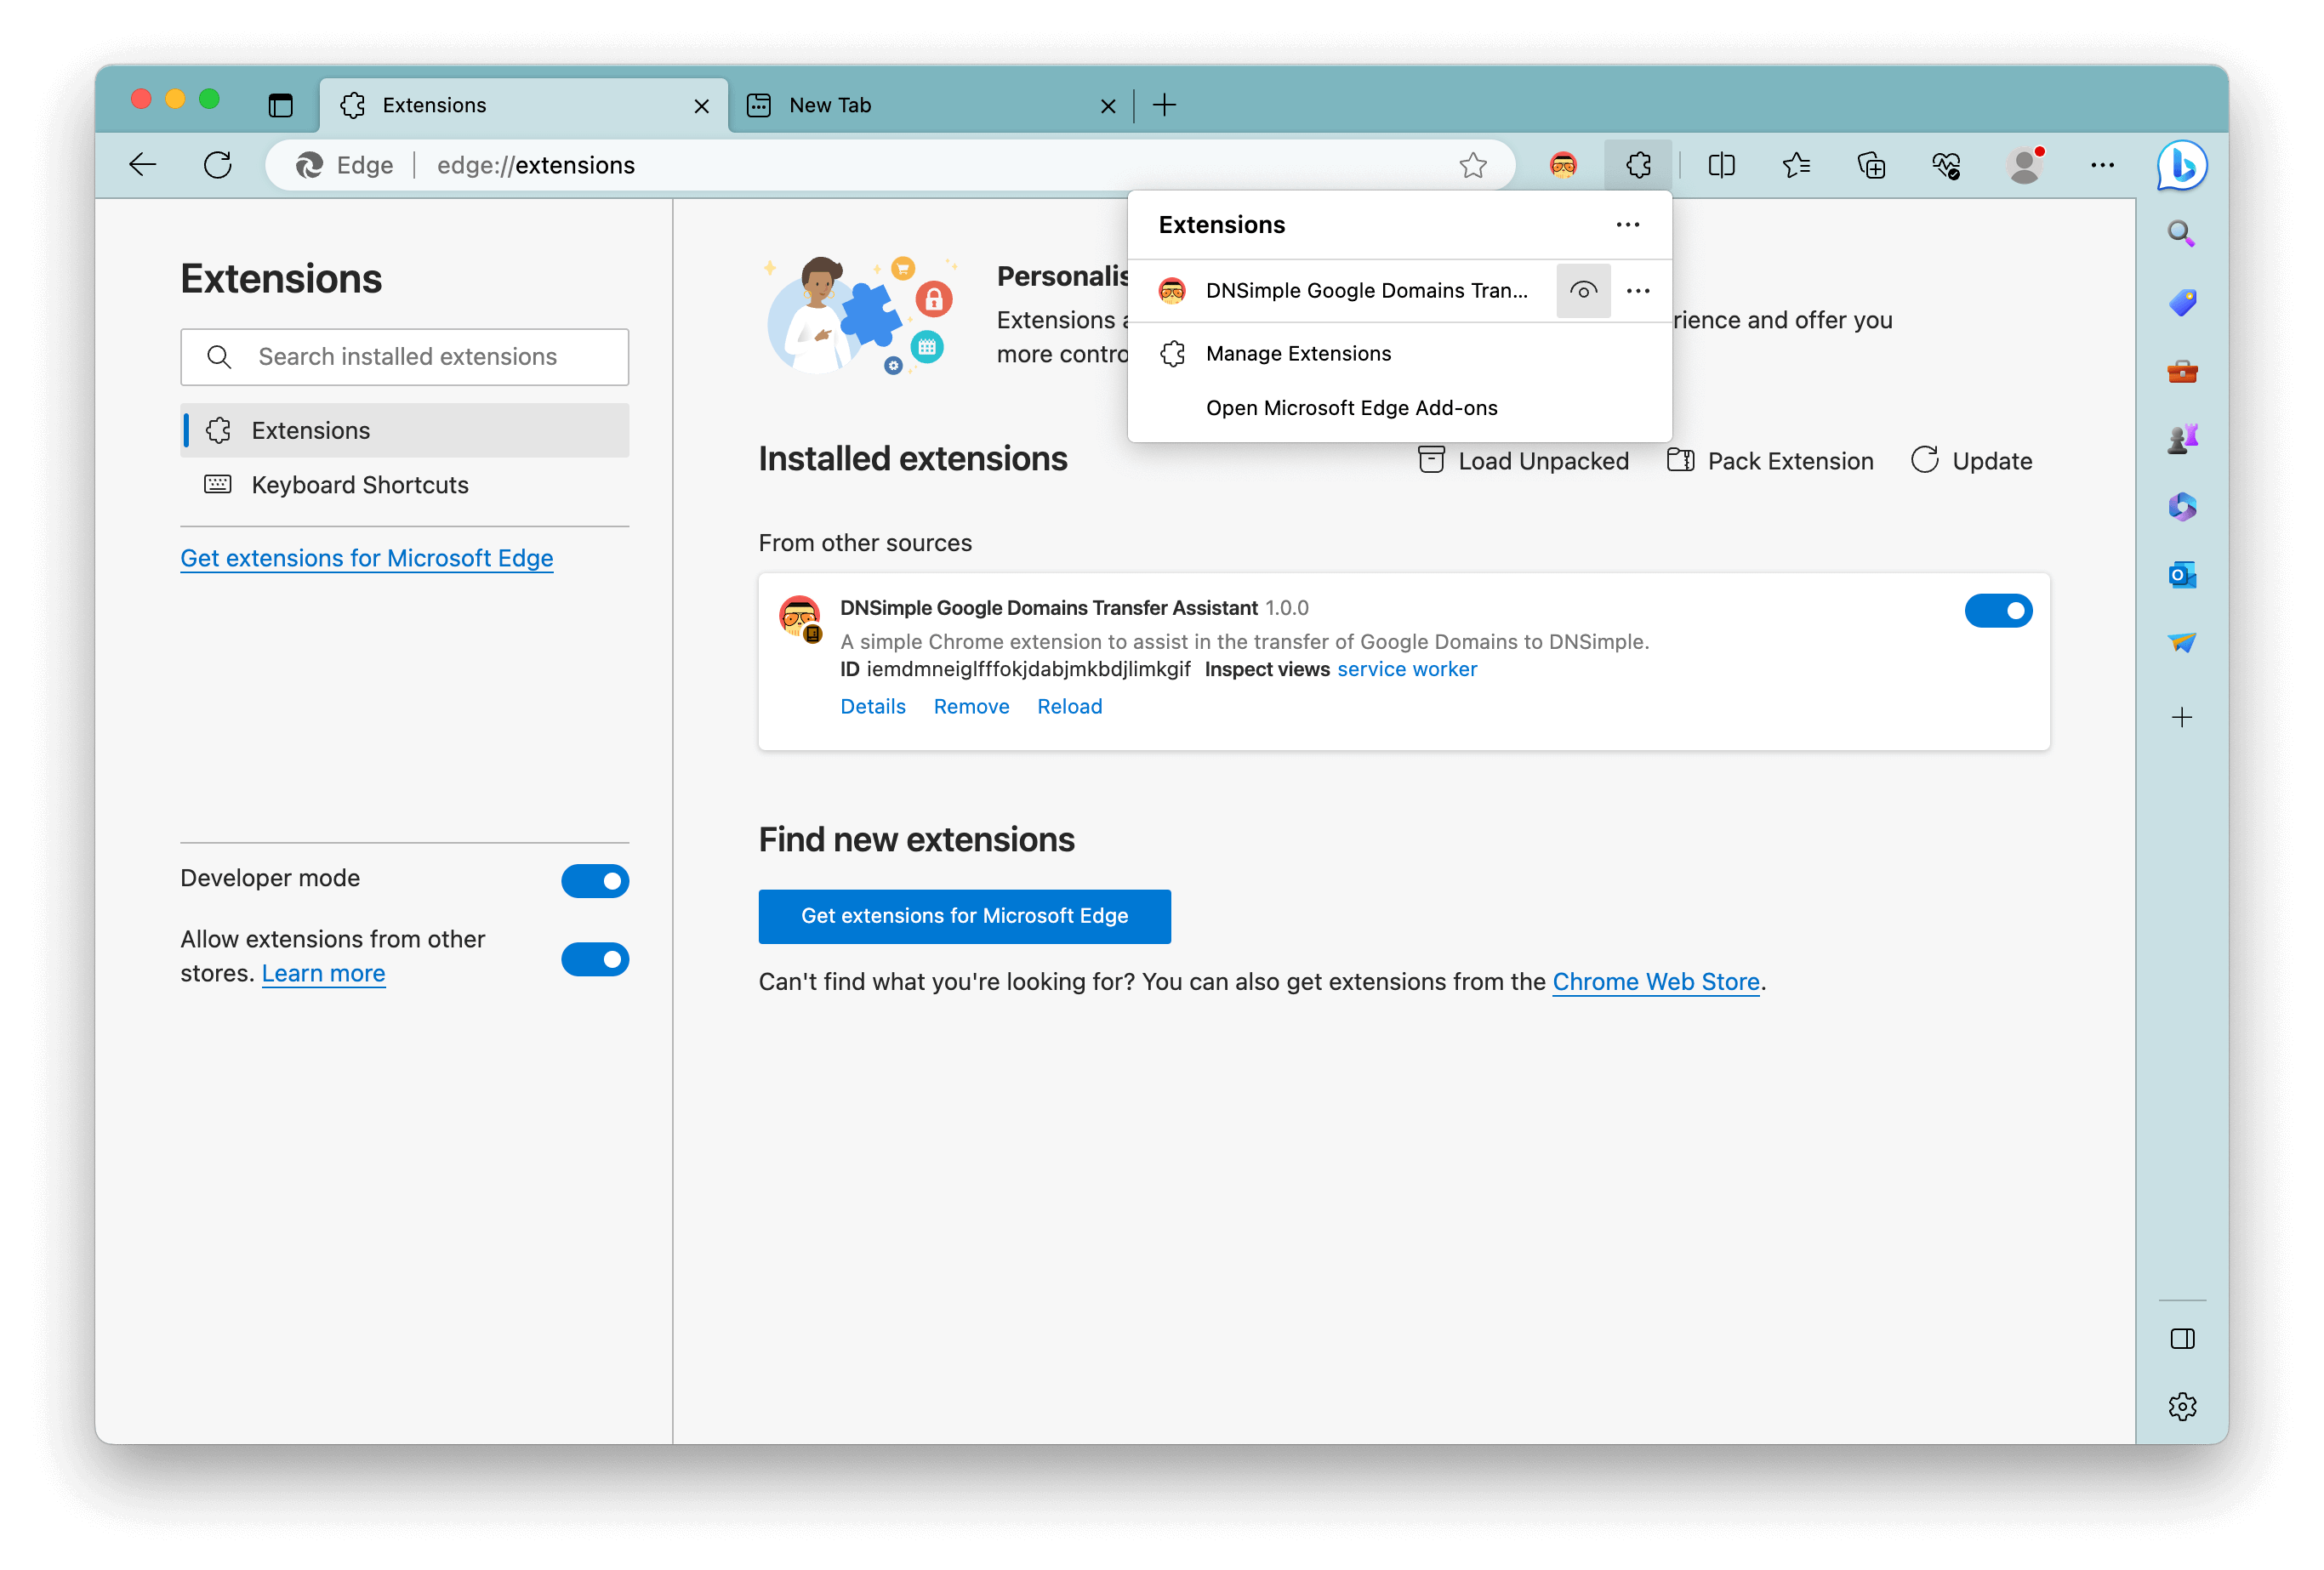 Extensions
New Tab
Edge
edge://extensions
Extensions
DNSimple Google Domains Tran...
Manage Extensions
Open Microsoft Edge Add-ons
Extensions
Search installed extensions
Extensions
Keyboard Shortcuts
Get extensions for Microsoft Edge
Developer mode
Allow extensions from other
stores. Learn more
Extensions
more contro
rience and offer you
Installed extensions
Load Unpacked
Pack Extension
Update
From other sources
DNSimple Google Domains Transfer Assistant 1.0.0
A simple Chrome extension to assist in the transfer of Google Domains to DNSimple.
ID iemdmneiglfffokjdabjmkbdjlimkgif Inspect views service worker
Details Remove Reload
Find new extensions
Get extensions for Microsoft Edge
Can't find what you're looking for? You can also get extensions from the Chrome Web Store.